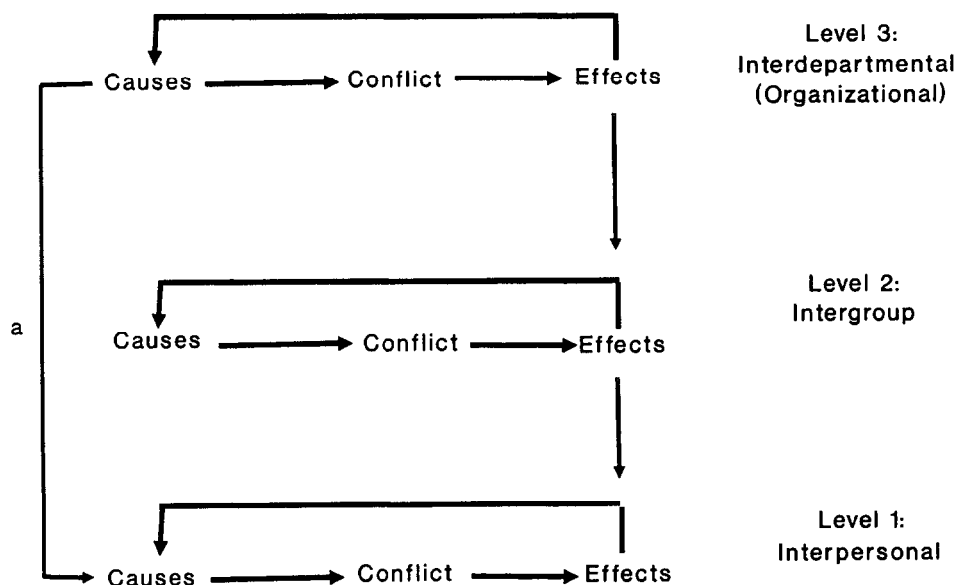 Causes Conflict Effects
Level 3:
Interdepartmental
(Organizational)
a
Causes Conflict Effects
Level 2:
Intergroup
Causes Conflict Effects
Level 1:
Interpersonal